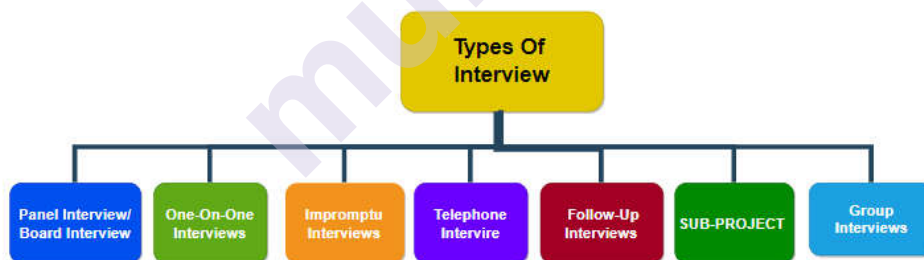 Types Of
Interview
Panel Interview/
Board Interview
One-On-One
Interviews
Impromptu
Interviews
Telephone
Intervire
Follow-Up
Interviews
SUB-PROJECT
Group
Interviews